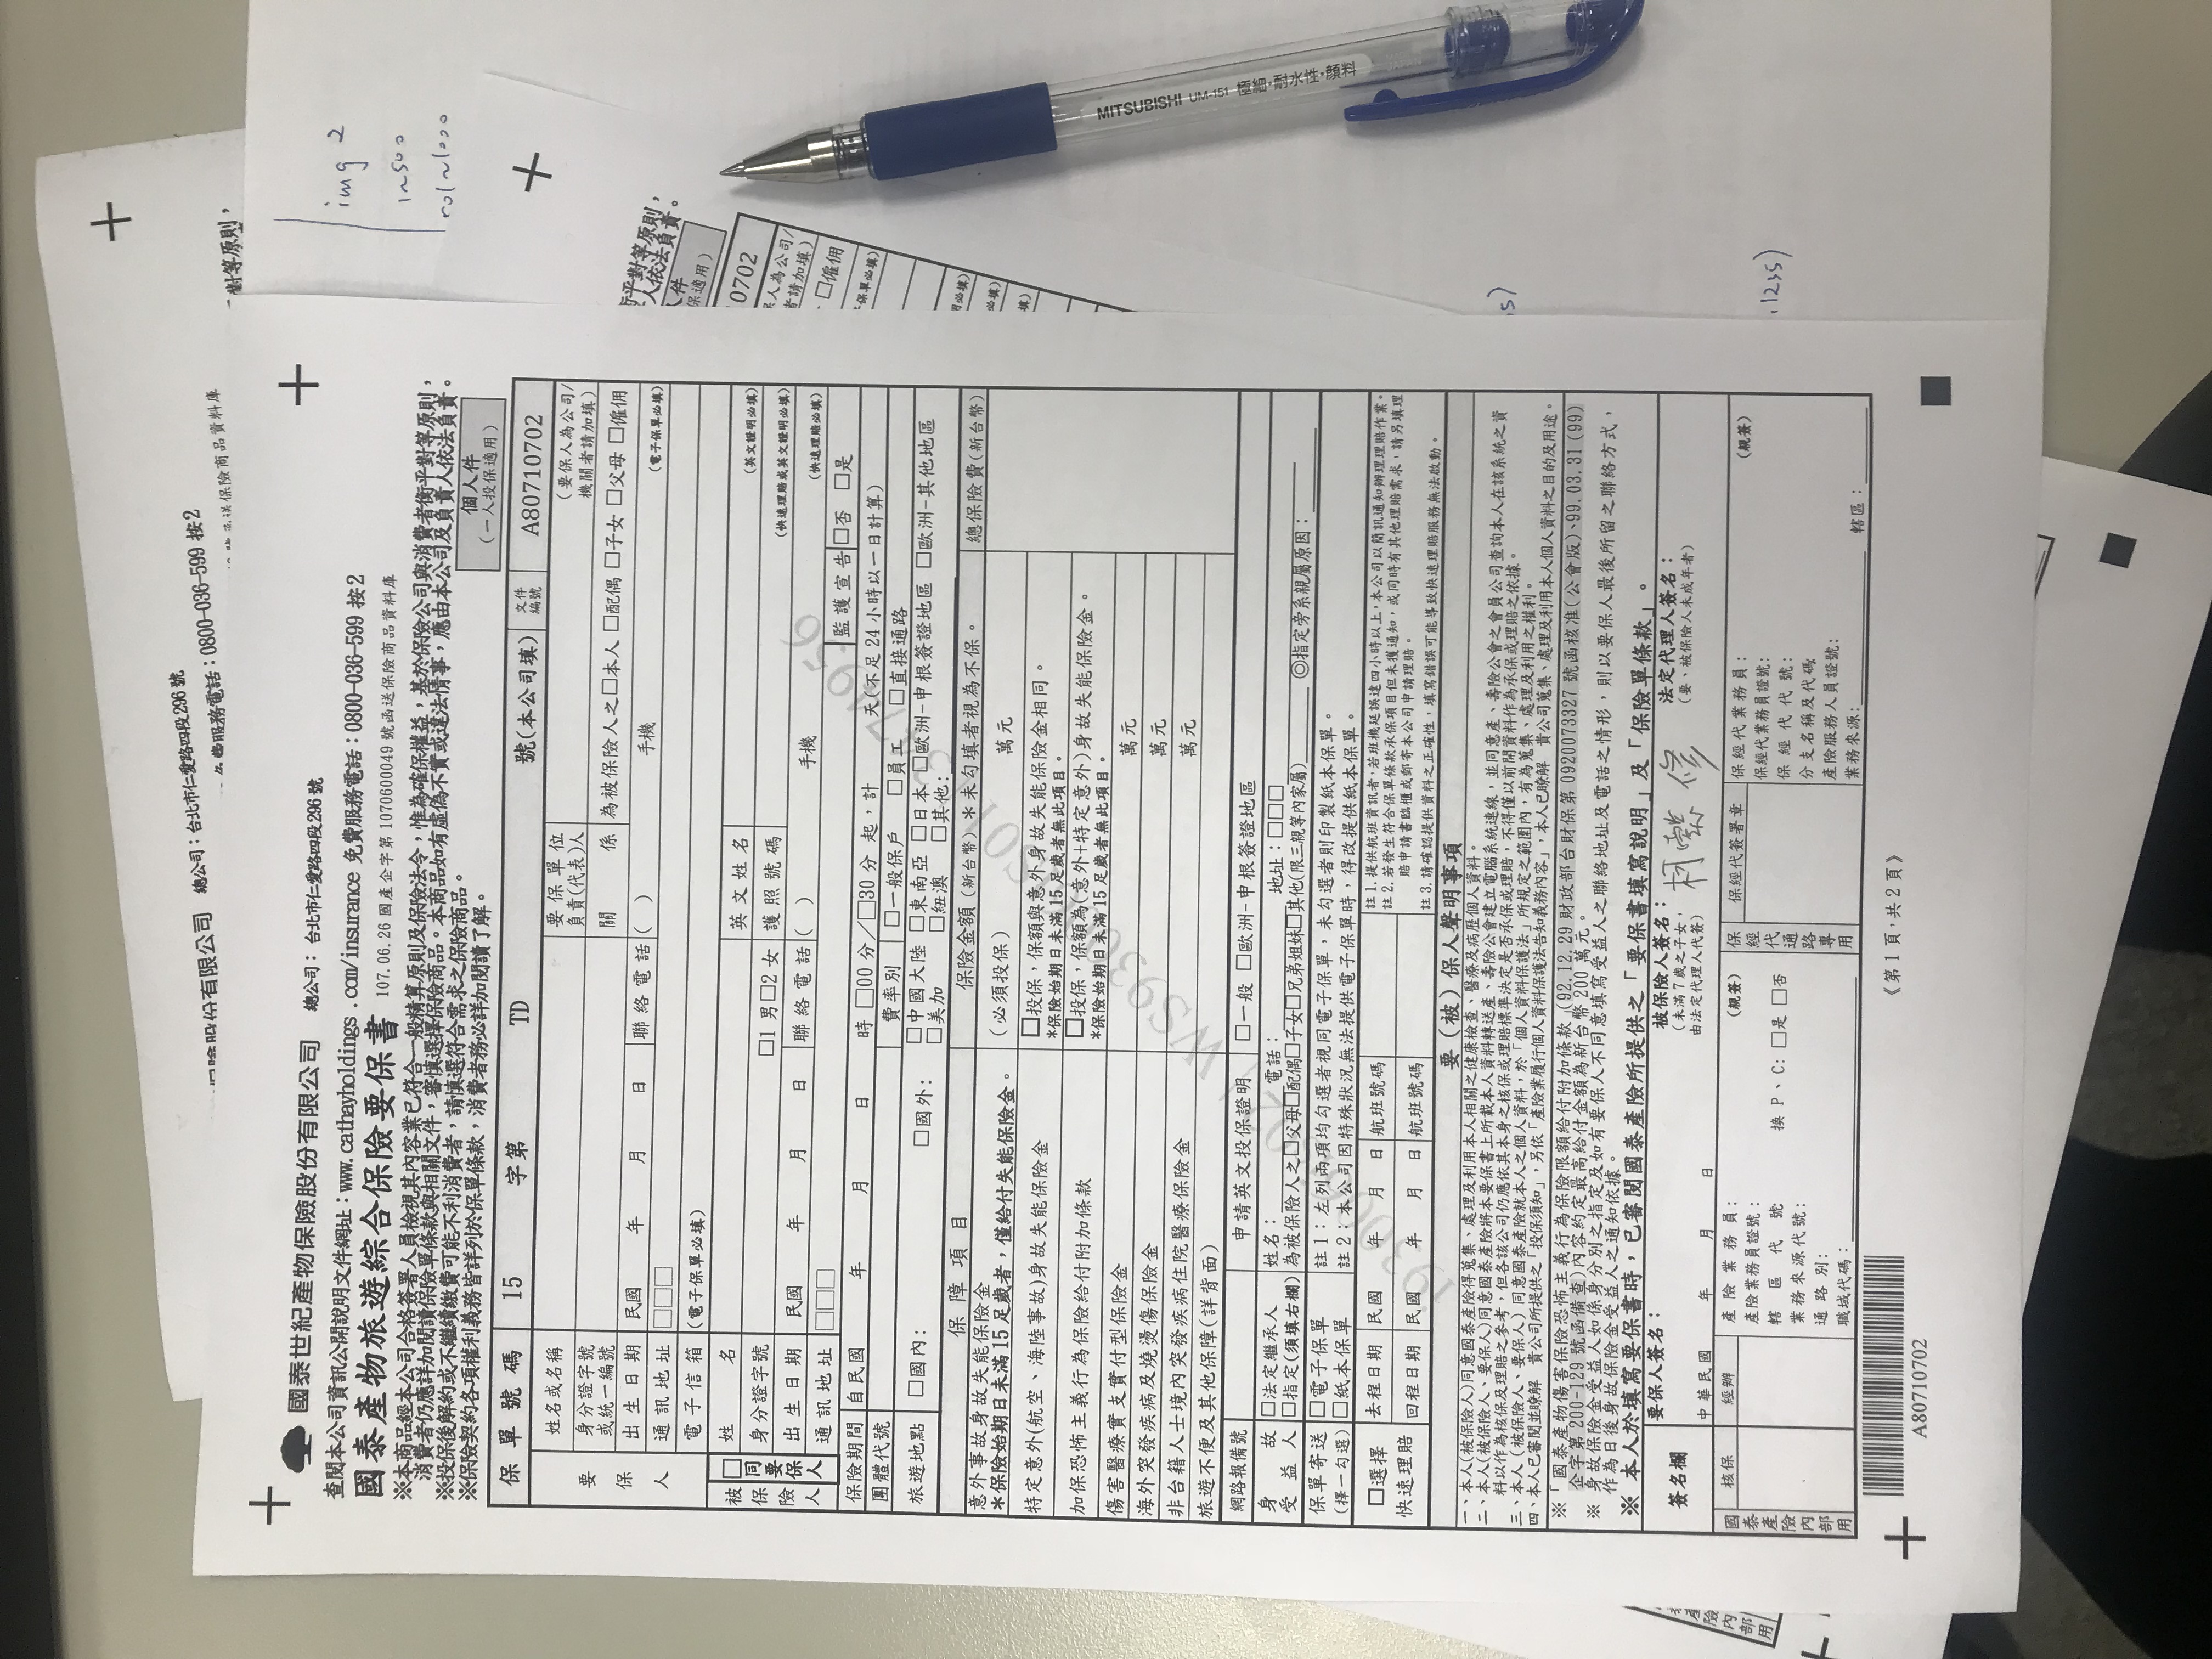 總公司：台北市仁愛路四段296號
免費服務電話：0800-036-599 按2
號函送保險商品資料庫
對等原則，
國泰世紀產物保險股份有限公司 總公司： 台北市仁愛路四段296號
查閱本公司資訊公開說明文件網址：www.cathayholdings .com/insurance 免費服務電話：0800-036-599 按2
國泰產物旅遊綜合保險要保書 107.06.26 國產企字第 1070600049 號函送保險商品資料庫
※本商品經本公司合格簽署人員檢視其內容業已符合一般精算原則及保險法令，惟為確保權益，基於保險公司與消費者衡平對等原則，
消費者仍應詳加閱讀保險單條款與相關文件，審慎選擇保險商品。本商品如有虛偽不實或違法情事，應由本公司及負責人依法負責。
※投保後解約或不繼續繳費可能不利消費者，請慎選符合需求之保險商品。
※保險契約各項權利義務皆詳列於保單條款，消費者務必詳加閱讀了解。
個人件
（一人投保適用）
保單號碼 15 字第 TD 號(本公司填) 文件編號 A80710702
要保人
姓名或名稱 要保單位負責(代表)人 (要保人為公司/機關者請加填)
身分證字號或統一編號 關係 為被保險人之□本人 □配偶 □子女 □父母 □僱佣
出生日期 民國 年 月 日 聯絡電話 ( ) 手機 (電子保單必填)
通訊地址 □□□
電子信箱 (電子保單必填)
被保險人 □同要保人
姓名 英文姓名 (英文證明必填)
身分證字號 □1 男□2 女 護照號碼 (快速理賠或英文證明必填)
出生日期 民國 年 月 日 聯絡電話 ( ) 手機 (快速理賠必填)
通訊地址 □□□ 監護宣告 □否 □是
保險期間 自民國 年 月 日 時 □00 分／□30 分 起，計 天(不足 24 小時以一日計算)
團體代號 費率別 □一般保戶 □員工 □直接通路
旅遊地點 □國內: □國外: □中國大陸 □東南亞 □日本 □歐洲-申根簽證地區 □歐洲-其他地區
□美加 □紐澳 □其他:
保障項目 保險金額（新台幣）＊未勾填者視為不保。 總保險費(新台幣)
意外事故身故失能保險金
＊保險始期日未滿 15 足歲者，僅給付失能保險金。 （必須投保） 萬元
特定意外(航空、海陸事故)身故失能保險金 □投保，保額與意外身故失能保險金相同。
*保險始期日未滿 15 足歲者無此項目。
加保恐怖主義行為保險給付附加條款 □投保，保額為(意外+特定意外)身故失能保險金。
*保險始期日未滿 15 足歲者無此項目。
傷害醫療實支實付型保險金 萬元
海外突發疾病及燒燙傷保險金 萬元
非台籍人士境內突發疾病住院醫療保險金 萬元
旅遊不便及其他保障(詳背面)
網路報備號 申請英文投保證明 □一般 □歐洲-申根簽證地區
身故受益人 □法定繼承人 姓名： 電話： 地址：□□□
□指定(須填右欄) 為被保險人之□父母□配偶□子女□兄弟姐妹□其他(限三親等內家屬) ◎指定旁系親屬原因：
保單寄送 □電子保單 註 1：左列兩項均勾選者視同電子保單，未勾選者則印製紙本保單。
(擇一勾選) □紙本保單 註 2：本公司因特殊狀況無法提供電子保單時，得改提供紙本保單。
□選擇快速理賠
去程日期 民國 年 月 日 航班號碼
回程日期 民國 年 月 日 航班號碼
註 1.提供航班資訊者，若班機延誤達四小時以上，本公司以簡訊通知辦理理賠作業。
註 2.若發生符合保單條款承保項目但未獲通知，或同時有其他理賠需求，請另填理
賠申請書臨櫃或郵寄本公司申請理賠。
註 3.請確認提供資料之正確性，填寫錯誤可能導致快速理賠服務無法啟動。
要（被）保人聲明事項
一、本人(被保險人)同意國泰產險得蒐集、處理及利用本人相關之健康檢查、醫療及病歷個人資料。
二、本人(被保險人、要保人)同意國泰產險將本要保書上所載本人資料轉送產、壽險公會建立電腦系統連線，並同意產、壽險公會之會員公司查詢本人在該系統之資
料以作為核保及理賠之參考，但各該公司仍應依其本身之核保或理賠標準決定是否承保或理賠，不得僅以前開資料作為承保或理賠之依據。
三、本人（被保險人、要保人）同意國泰產險就本人之個人資料，於「個人資料保護法」所規定之範圍內，有為蒐集、處理及利用之權利。
四、本人已審閱並瞭解 貴公司所提供之「投保須知」，另依「產險業履行個人資料保護法告知義務內容」，本人已瞭解 貴公司蒐集、處理及利用本人個人資料之目的及用途。
※「國泰產物傷害保險恐怖主義行為保險限額給付附加條款」(92.12.29 財政部台財保第 0920073327 號函核准(公會版)、99.03.31 (99)
企字第 200-129 號函備查)內容約定最高給付金額為新台幣 200 萬元。
※ 身故保險金受益人如係身分別之指定及如有要保人不同意填寫受益人之聯絡地址及電話之情形，則以要保人最後所留之聯絡方式，
作為日後身故保險金受益人之通知依據。
※ 本人於填寫要保書時，已審閱國泰產險所提供之「要保書填寫說明」及「保險單條款」。
簽名欄 要保人簽名： 被保險人簽名： 法定代理人簽名：
(未滿 7 歲之子女，由法定代理人代簽) (要、被保險人未成年者)
中華民國 年 月 日
國泰產險內部用 核保 經辦
產險業務員: (親簽)
產險業務員證號：
轄區代號 換 P、C: □是 □否
業務來源代號:
通路別:
職域代碼：
保經代通路專用 保經代簽署章
保經代業務員: (親簽)
保經代業務員證號:
保經代代號:
分支名稱及代碼
產險服務人員證號:
業務來源: 轄區：
A80710702
《第 1 頁，共 2 頁》
img 2
1~500
衡平對等原則，
人依法負責。
0702
MITSUBISHI UM-151 極細・耐水性・顏料
.1235)